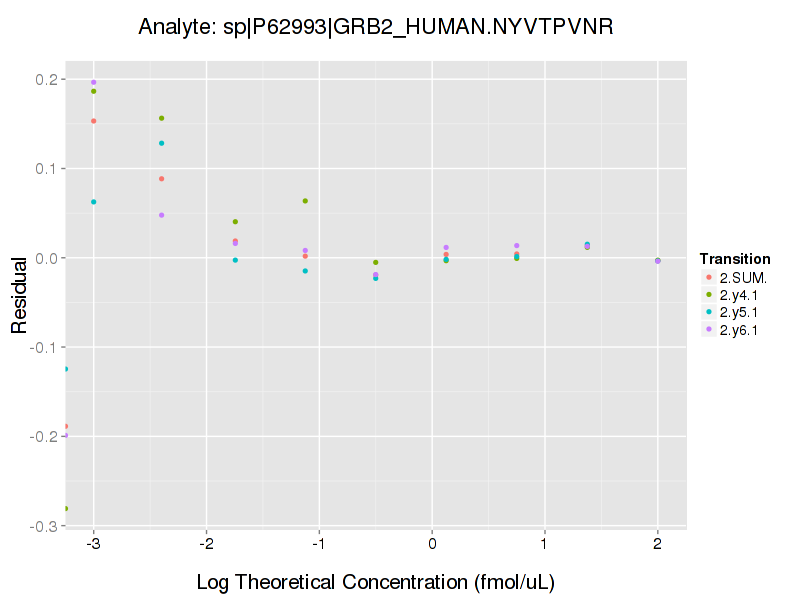 Analyte: sp|P62993|GRB2_HUMAN.NYVTPVNR
0.2
0.1
0.0
-0.1
-0.2
-0.3
Residual
-3 -2 -1 0 1 2
Log Theoretical Concentration (fmol/uL)
Transition
2.SUM.
2.y4.1
2.y5.1
2.y6.1